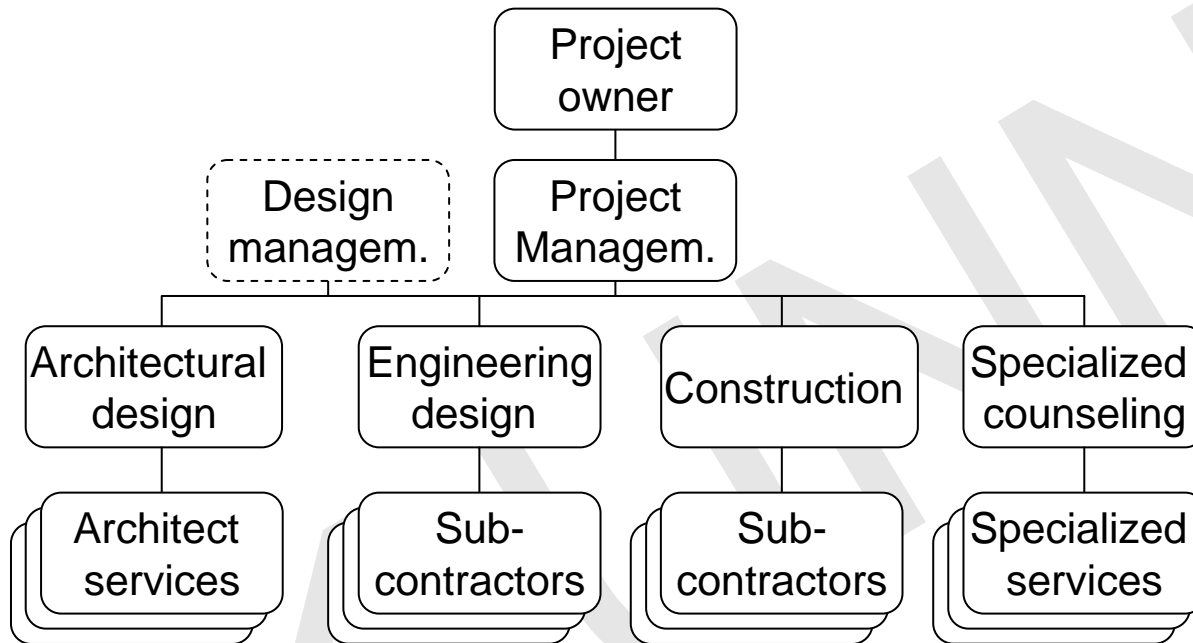 Project
owner
Design
managem.
Project
Managem.
Architectural
design
Engineering
design
Construction
Specialized
counseling
Architect
services
Sub-
contractors
Sub-
contractors
Specialized
services